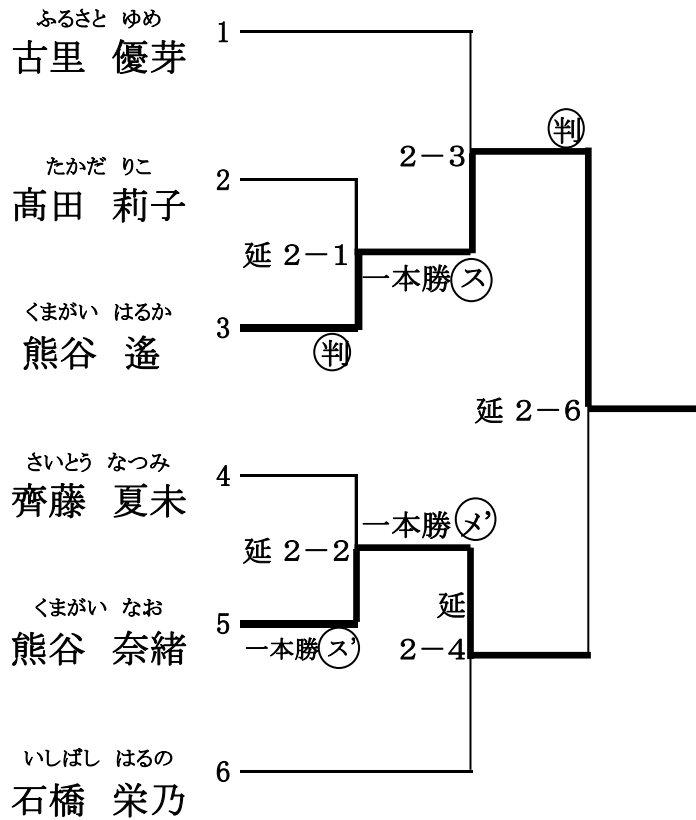 ふるさと ゆめ
古里 優芽 1
判
2－3
たかだ りこ
髙田 莉子 2
延 2－1
一本勝 ス
くまがい はるか
熊谷 遙 3
判
延 2－6
さいとう なつみ
齊藤 夏未 4
一本勝 メ’
延 2－2
延
くまがい なお
熊谷 奈緒 5
一本勝 ス’
2－4
いしばし はるの
石橋 栄乃 6